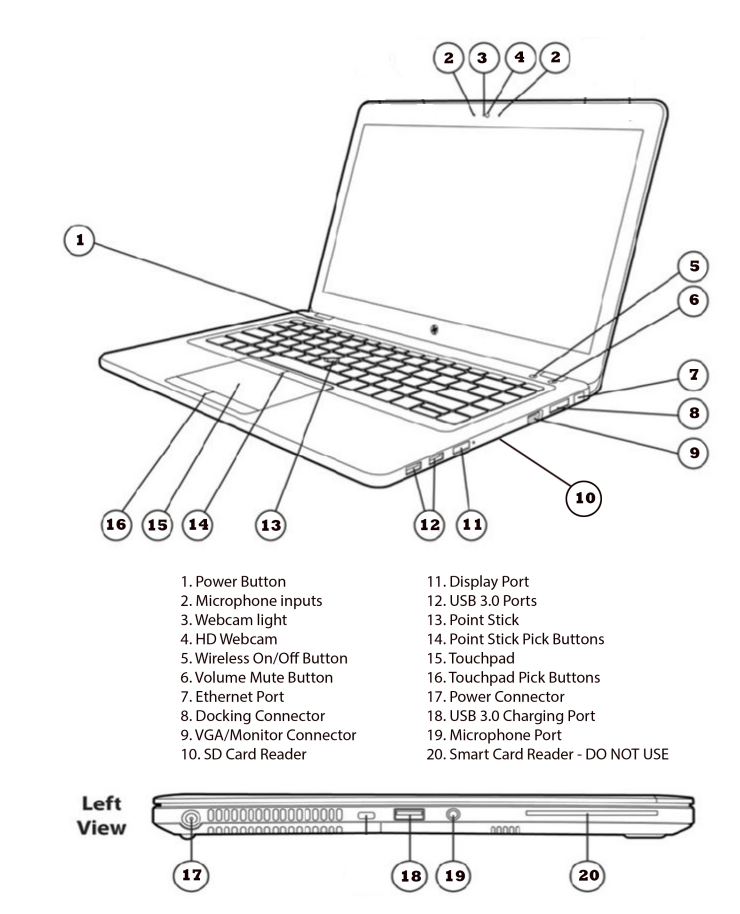 2 3 4 2
1
5
6
7
8
9
10
16 15 14 13 12 11
1. Power Button
2. Microphone inputs
3. Webcam light
4. HD Webcam
5. Wireless On/Off Button
6. Volume Mute Button
7. Ethernet Port
8. Docking Connector
9. VGA/Monitor Connector
10. SD Card Reader
11. Display Port
12. USB 3.0 Ports
13. Point Stick
14. Point Stick Pick Buttons
15. Touchpad
16. Touchpad Pick Buttons
17. Power Connector
18. USB 3.0 Charging Port
19. Microphone Port
20. Smart Card Reader - DO NOT USE
Left
View
17 18 19 20